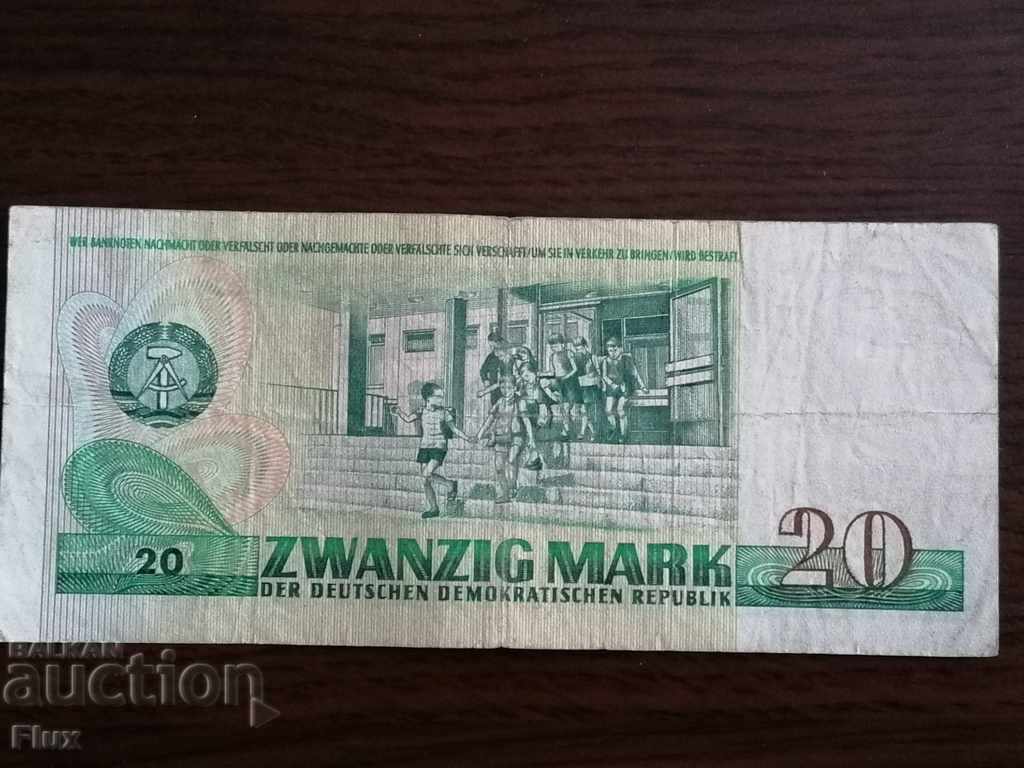 WER BANKNOTEN NACHMACHT ODER VERFÄLSCHT ODER NACHGEMACHTE ODER VERFÄLSCHTE SICH VERSCHAFFT/UM SIE IN VERKEHR ZU BRINGEN/WIRD BESTRAFT.
20
ZWANZIG MARK
20
DER DEUTSCHEN DEMOKRATISCHEN REPUBLIK
BALKAN
auction
Flux